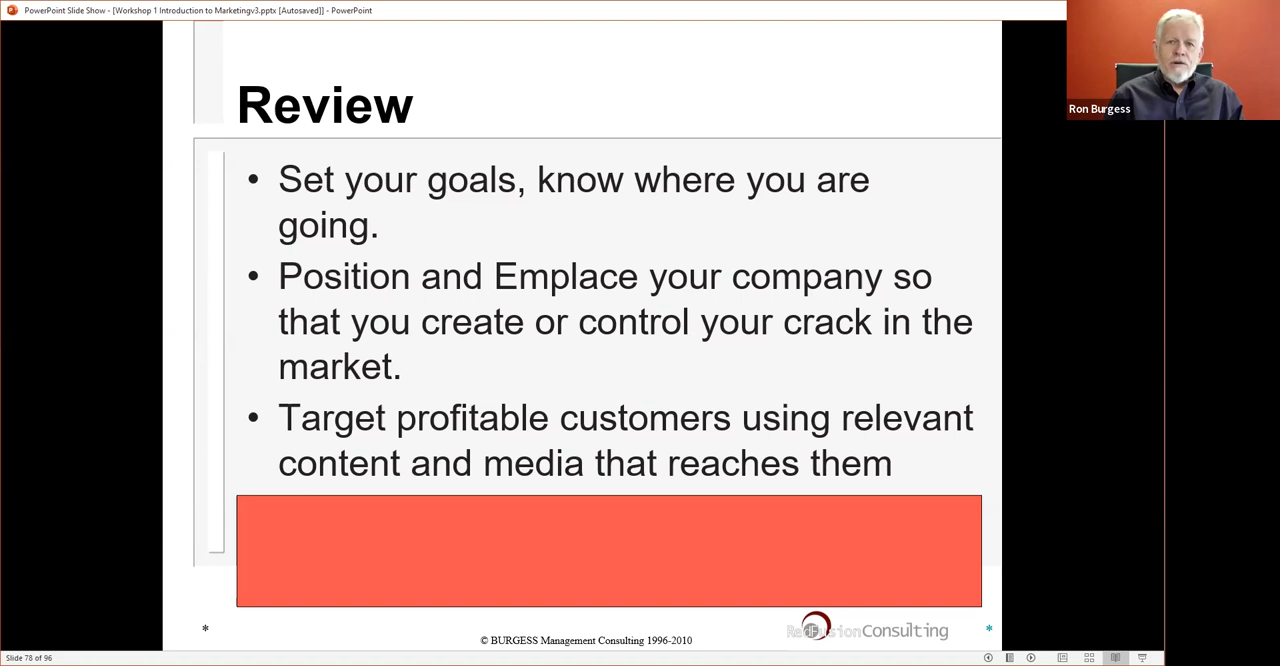 PowerPoint Slide Show - [Workshop 1 Introduction to Marketingv3.pptx [Autosaved]] - PowerPoint
Ron Burgess
Review
• Set your goals, know where you are
going.
• Position and Emplace your company so
that you create or control your crack in the
market.
• Target profitable customers using relevant
content and media that reaches them
*
© BURGESS Management Consulting 1996-2010
RedFusionConsulting
*
Slide 78 of 96